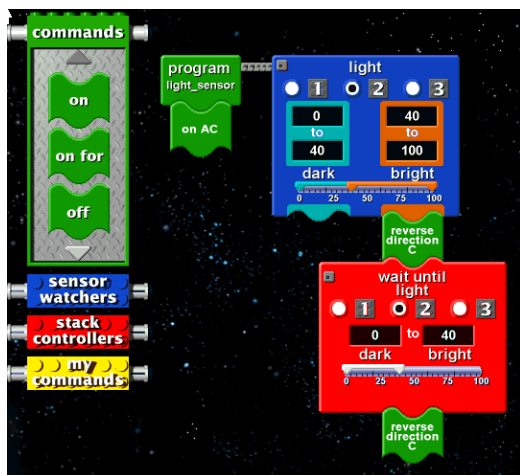 commands
on
on for
off
sensor
watchers
stack
controllers
my
commands
program
light_sensor
on AC
light
1 2 3
0 40
to to
40 100
dark bright
0 25 50 75 100
reverse
direction
C
wait until
light
1 2 3
0 to 40
dark bright
0 25 50 75 100
reverse
direction
C